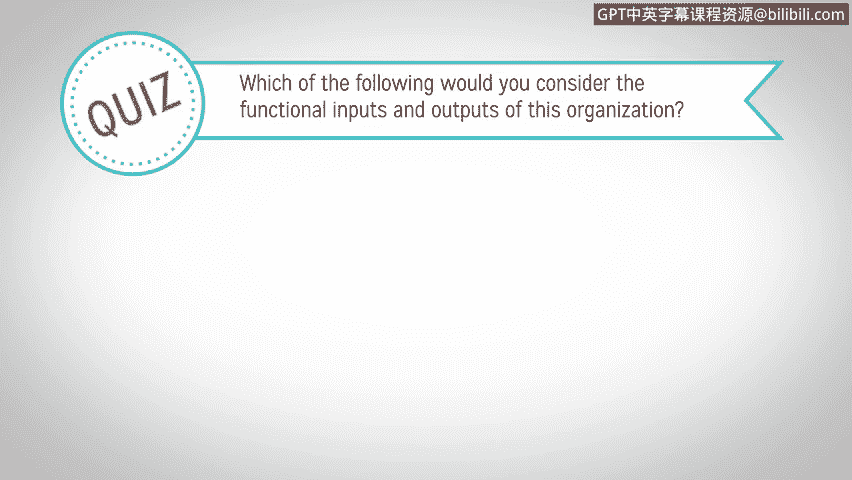 GPT中英字幕课程资源@bilibili.com
QUIZ
Which of the following would you consider the
functional inputs and outputs of this organization?